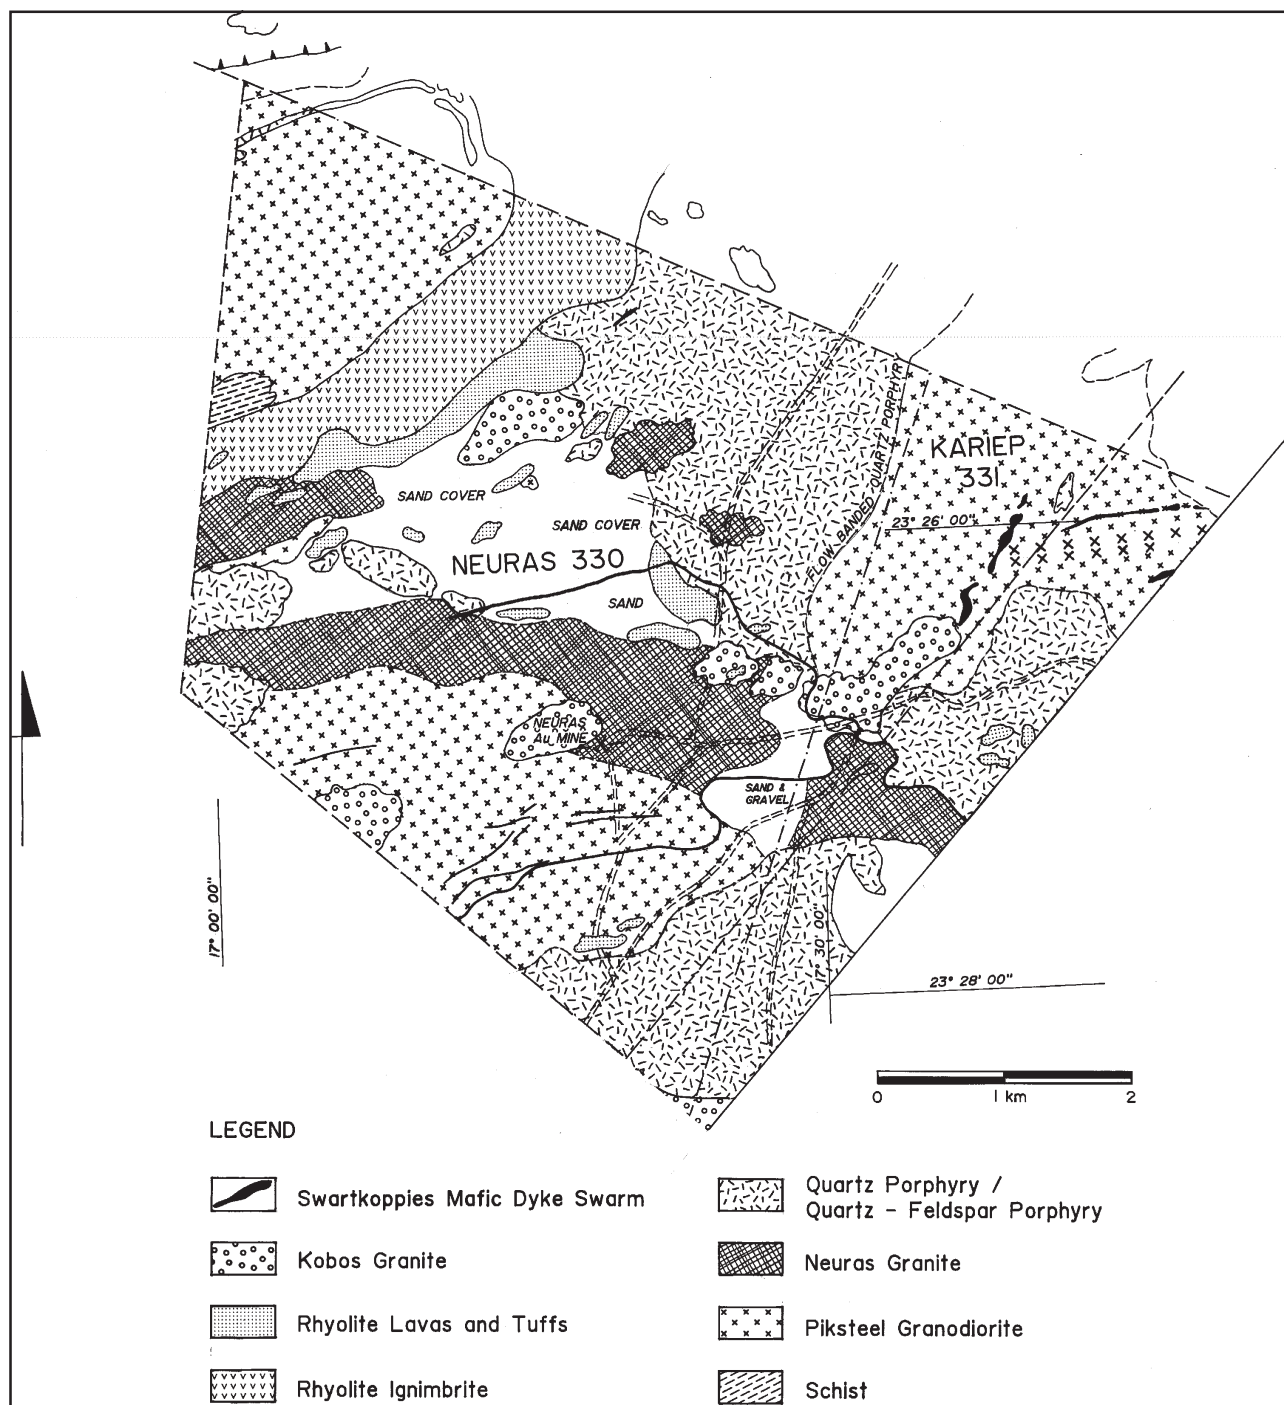 FLOW BANDED QUARTZ PORPHYRY
KARIEP
331
23° 26' 00"
SAND COVER
SAND COVER
NEURAS 330
SAND
NEURAS
Au MINE
SAND &
GRAVEL
17° 00' 00"
17° 30' 00"
23° 28' 00"
0
1 km
2
LEGEND
Swartkoppies Mafic Dyke Swarm
Kobos Granite
Rhyolite Lavas and Tuffs
Rhyolite Ignimbrite
Quartz Porphyry /
Quartz - Feldspar Porphyry
Neuras Granite
Piksteel Granodiorite
Schist